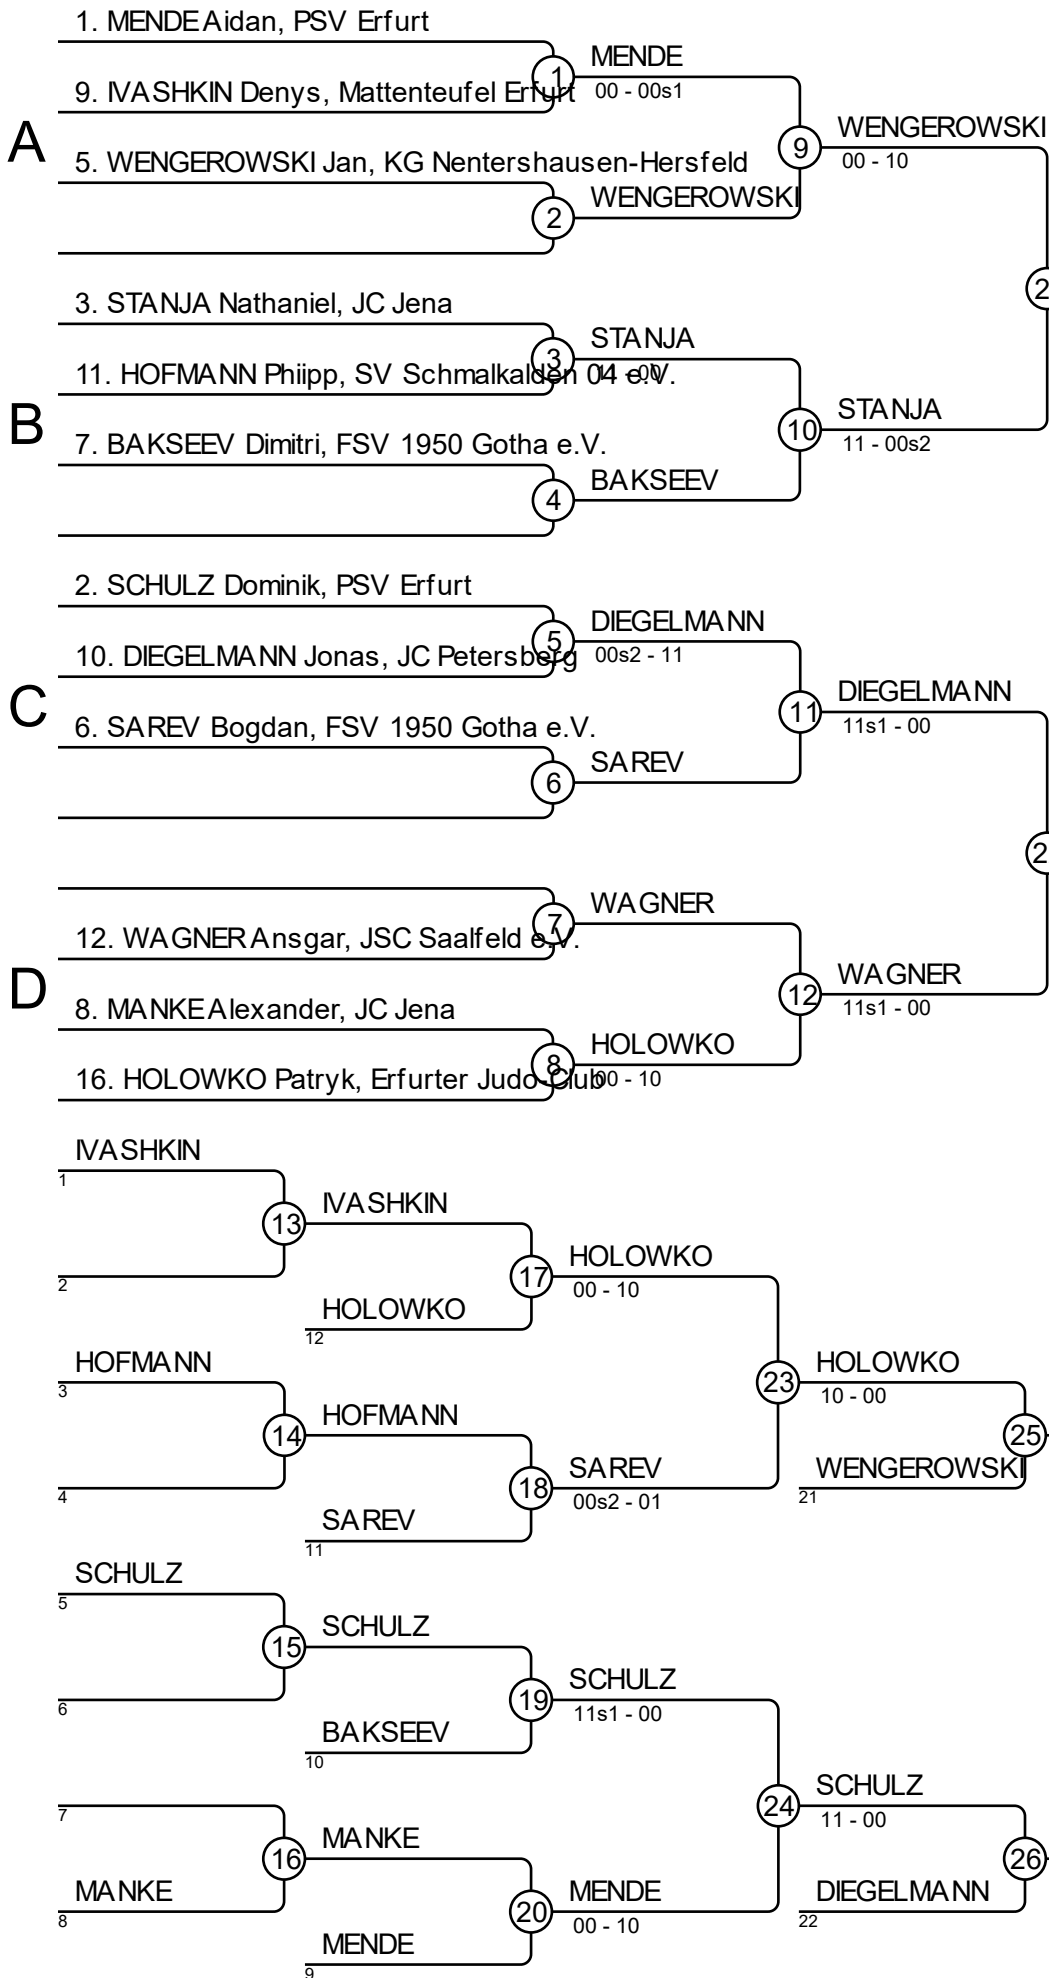 1. MENDE Aidan, PSV Erfurt
MENDE
1
00 - 00s1
9. IVASHKIN Denys, Mattenteufel Erfurt
WENGEROWSKI
A
9
00 - 10
5. WENGEROWSKI Jan, KG Nentershausen-Hersfeld
WENGEROWSKI
2
2
3. STANJA Nathaniel, JC Jena
STANJA
3
11 - 00
11. HOFMANN Phiipp, SV Schmalkalden 04 e.V.
STANJA
B
10
11 - 00s2
7. BAKSEEV Dimitri, FSV 1950 Gotha e.V.
BAKSEEV
4
2. SCHULZ Dominik, PSV Erfurt
DIEGELMANN
5
00s2 - 11
10. DIEGELMANN Jonas, JC Petersberg
DIEGELMANN
C
11
11s1 - 00
6. SAREV Bogdan, FSV 1950 Gotha e.V.
SAREV
6
2
WAGNER
7
12. WAGNER Ansgar, JSC Saalfeld e.V.
WAGNER
D
12
11s1 - 00
8. MANKE Alexander, JC Jena
HOLOWKO
8
00 - 10
16. HOLOWKO Patryk, Erfurter Judo-Club
IVASHKIN
1
IVASHKIN
13
HOLOWKO
17
2
00 - 10
HOLOWKO
12
HOFMANN
3
HOLOWKO
23
10 - 00
HOFMANN
14
25
SAREV
WENGEROWSKI
18
4
00s2 - 01
21
SAREV
11
SCHULZ
5
SCHULZ
15
SCHULZ
19
6
11s1 - 00
BAKSEEV
10
7
SCHULZ
24
11 - 00
MANKE
16
26
MANKE
MENDE
DIEGELMANN
20
8
00 - 10
22
MENDE
9